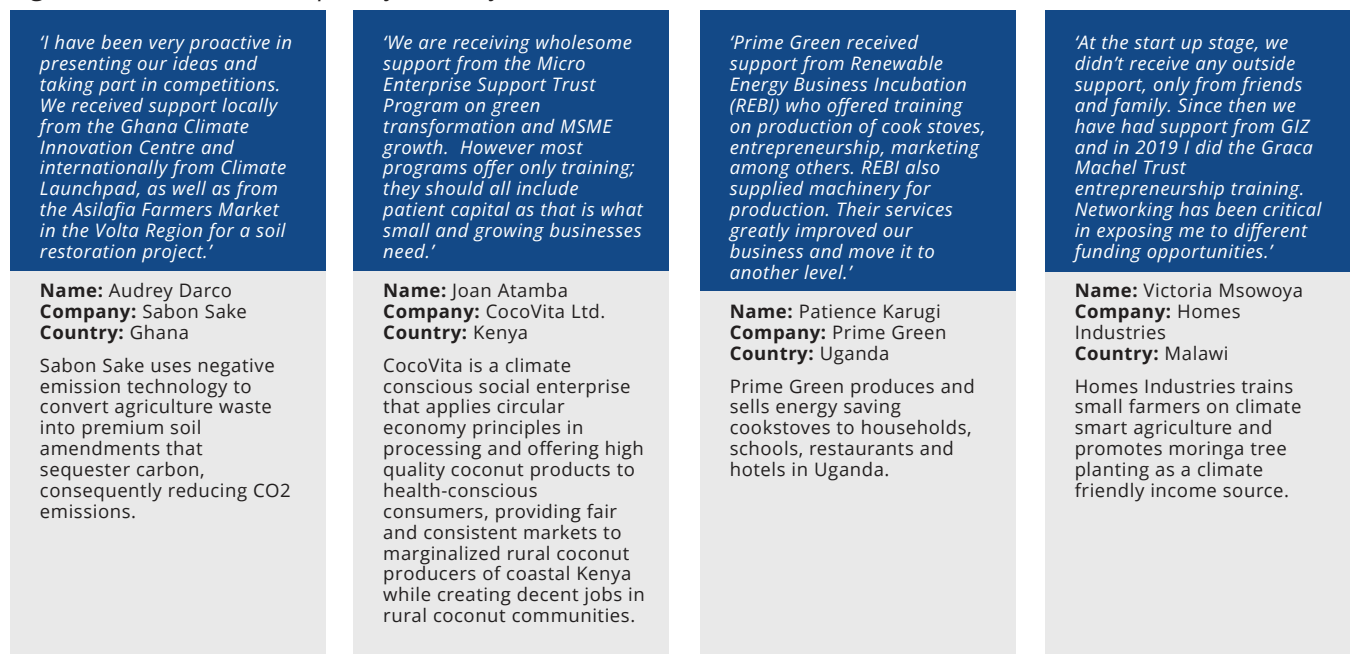 ‘I have been very proactive in
presenting our ideas and
taking part in competitions.
We received support locally
from the Ghana Climate
Innovation Centre and
internationally from Climate
Launchpad, as well as from
the Asilafia Farmers Market
in the Volta Region for a soil
restoration project.’
Name: Audrey Darco
Company: Sabon Sake
Country: Ghana
Sabon Sake uses negative
emission technology to
convert agriculture waste
into premium soil
amendments that
sequester carbon,
consequently reducing CO2
emissions.
‘We are receiving wholesome
support from the Micro
Enterprise Support Trust
Program on green
transformation and MSME
growth.  However most
programs offer only training;
they should all include
patient capital as that is what
small and growing businesses
need.’
Name: Joan Atamba
Company: CocoVita Ltd.
Country: Kenya
CocoVita is a climate
conscious social enterprise
that applies circular
economy principles in
processing and offering high
quality coconut products to
health-conscious
consumers, providing fair
and consistent markets to
marginalized rural coconut
producers of coastal Kenya
while creating decent jobs in
rural coconut communities.
‘Prime Green received
support from Renewable
Energy Business Incubation
(REBI) who offered training
on production of cook stoves,
entrepreneurship, marketing
among others. REBI also
supplied machinery for
production. Their services
greatly improved our
business and move it to
another level.’
Name: Patience Karugi
Company: Prime Green
Country: Uganda
Prime Green produces and
sells energy saving
cookstoves to households,
schools, restaurants and
hotels in Uganda.
‘At the start up stage, we
didn’t receive any outside
support, only from friends
and family. Since then we
have had support from GIZ
and in 2019 I did the Graca
Machel Trust
entrepreneurship training.
Networking has been critical
in exposing me to different
funding opportunities.’
Name: Victoria Msowoya
Company: Homes
Industries
Country: Malawi
Homes Industries trains
small farmers on climate
smart agriculture and
promotes moringa tree
planting as a climate
friendly income source.